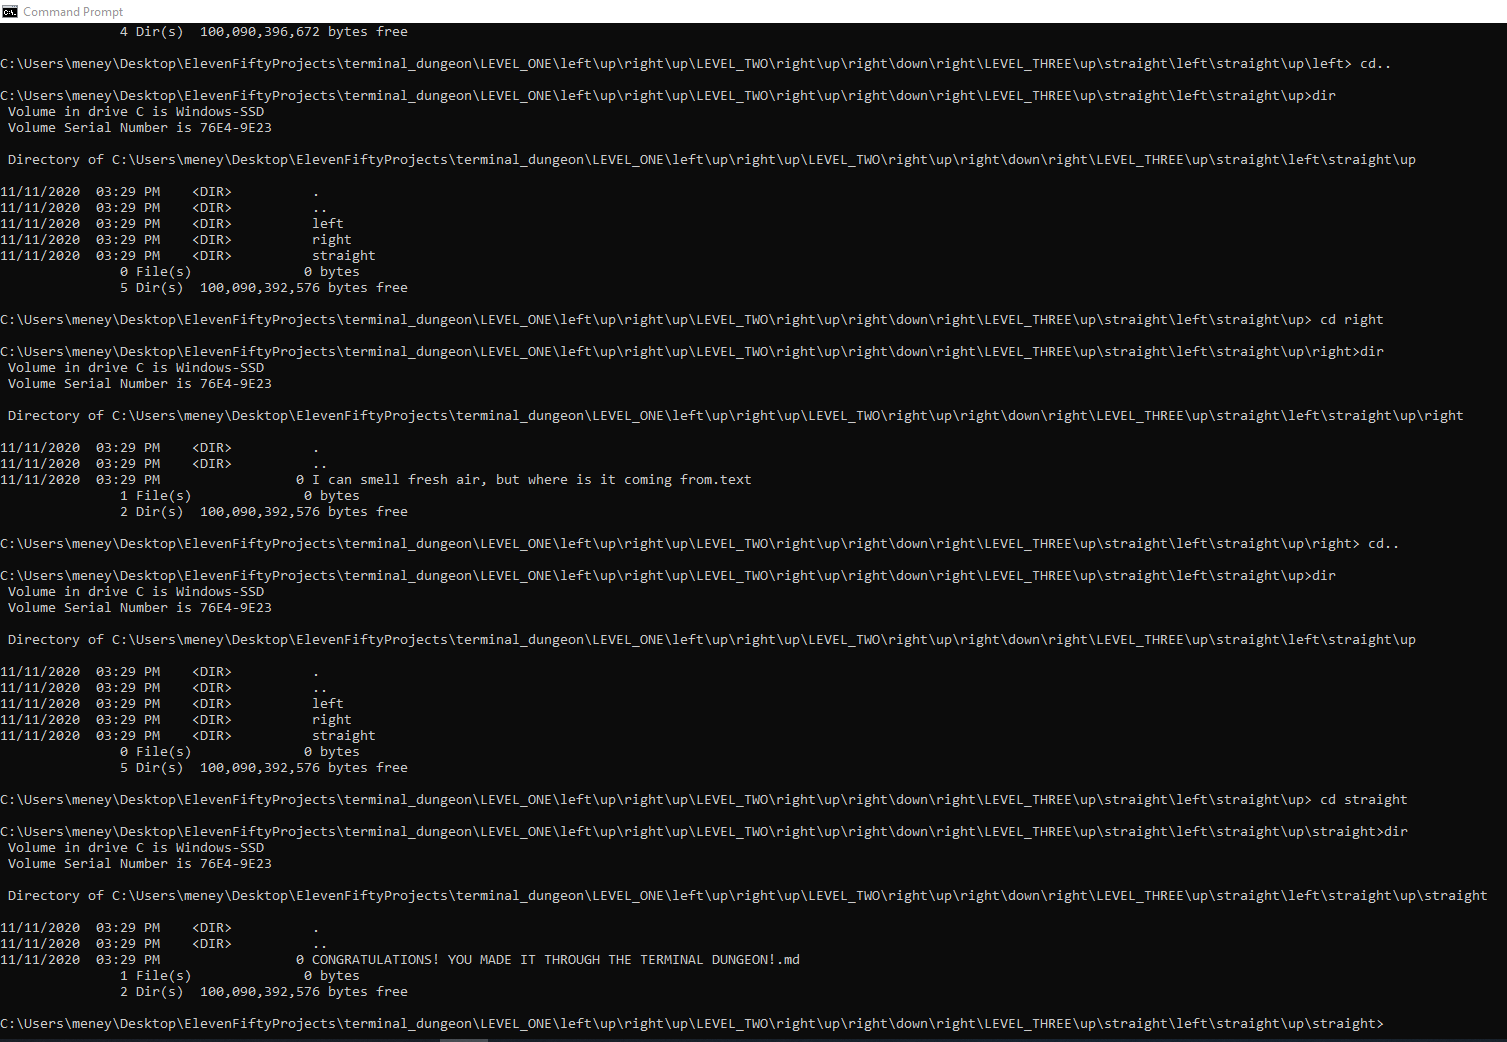 Command Prompt
4 Dir(s)  100,090,396,672 bytes free
C:\Users\meney\Desktop\ElevenFiftyProjects\terminal_dungeon\LEVEL_ONE\left\up\right\up\LEVEL_TWO\right\up\right\down\right\LEVEL_THREE\up\straight\left\straight\up\left> cd..
C:\Users\meney\Desktop\ElevenFiftyProjects\terminal_dungeon\LEVEL_ONE\left\up\right\up\LEVEL_TWO\right\up\right\down\right\LEVEL_THREE\up\straight\left\straight\up>dir
Volume in drive C is Windows-SSD
Volume Serial Number is 76E4-9E23
Directory of C:\Users\meney\Desktop\ElevenFiftyProjects\terminal_dungeon\LEVEL_ONE\left\up\right\up\LEVEL_TWO\right\up\right\down\right\LEVEL_THREE\up\straight\left\straight\up
11/11/2020  03:29 PM    <DIR>          .
11/11/2020  03:29 PM    <DIR>          ..
11/11/2020  03:29 PM    <DIR>          left
11/11/2020  03:29 PM    <DIR>          right
11/11/2020  03:29 PM    <DIR>          straight
0 File(s)              0 bytes
5 Dir(s)  100,090,392,576 bytes free
C:\Users\meney\Desktop\ElevenFiftyProjects\terminal_dungeon\LEVEL_ONE\left\up\right\up\LEVEL_TWO\right\up\right\down\right\LEVEL_THREE\up\straight\left\straight\up> cd right
C:\Users\meney\Desktop\ElevenFiftyProjects\terminal_dungeon\LEVEL_ONE\left\up\right\up\LEVEL_TWO\right\up\right\down\right\LEVEL_THREE\up\straight\left\straight\up\right>dir
Volume in drive C is Windows-SSD
Volume Serial Number is 76E4-9E23
Directory of C:\Users\meney\Desktop\ElevenFiftyProjects\terminal_dungeon\LEVEL_ONE\left\up\right\up\LEVEL_TWO\right\up\right\down\right\LEVEL_THREE\up\straight\left\straight\up\right
11/11/2020  03:29 PM    <DIR>          .
11/11/2020  03:29 PM    <DIR>          ..
11/11/2020  03:29 PM                 0 I can smell fresh air, but where is it coming from.text
1 File(s)              0 bytes
2 Dir(s)  100,090,392,576 bytes free
C:\Users\meney\Desktop\ElevenFiftyProjects\terminal_dungeon\LEVEL_ONE\left\up\right\up\LEVEL_TWO\right\up\right\down\right\LEVEL_THREE\up\straight\left\straight\up\right> cd..
C:\Users\meney\Desktop\ElevenFiftyProjects\terminal_dungeon\LEVEL_ONE\left\up\right\up\LEVEL_TWO\right\up\right\down\right\LEVEL_THREE\up\straight\left\straight\up>dir
Volume in drive C is Windows-SSD
Volume Serial Number is 76E4-9E23
Directory of C:\Users\meney\Desktop\ElevenFiftyProjects\terminal_dungeon\LEVEL_ONE\left\up\right\up\LEVEL_TWO\right\up\right\down\right\LEVEL_THREE\up\straight\left\straight\up
11/11/2020  03:29 PM    <DIR>          .
11/11/2020  03:29 PM    <DIR>          ..
11/11/2020  03:29 PM    <DIR>          left
11/11/2020  03:29 PM    <DIR>          right
11/11/2020  03:29 PM    <DIR>          straight
0 File(s)              0 bytes
5 Dir(s)  100,090,392,576 bytes free
C:\Users\meney\Desktop\ElevenFiftyProjects\terminal_dungeon\LEVEL_ONE\left\up\right\up\LEVEL_TWO\right\up\right\down\right\LEVEL_THREE\up\straight\left\straight\up> cd straight
C:\Users\meney\Desktop\ElevenFiftyProjects\terminal_dungeon\LEVEL_ONE\left\up\right\up\LEVEL_TWO\right\up\right\down\right\LEVEL_THREE\up\straight\left\straight\up\straight>dir
Volume in drive C is Windows-SSD
Volume Serial Number is 76E4-9E23
Directory of C:\Users\meney\Desktop\ElevenFiftyProjects\terminal_dungeon\LEVEL_ONE\left\up\right\up\LEVEL_TWO\right\up\right\down\right\LEVEL_THREE\up\straight\left\straight\up\straight
11/11/2020  03:29 PM    <DIR>          .
11/11/2020  03:29 PM    <DIR>          ..
11/11/2020  03:29 PM                 0 CONGRATULATIONS! YOU MADE IT THROUGH THE TERMINAL DUNGEON!.md
1 File(s)              0 bytes
2 Dir(s)  100,090,392,576 bytes free
C:\Users\meney\Desktop\ElevenFiftyProjects\terminal_dungeon\LEVEL_ONE\left\up\right\up\LEVEL_TWO\right\up\right\down\right\LEVEL_THREE\up\straight\left\straight\up\straight>